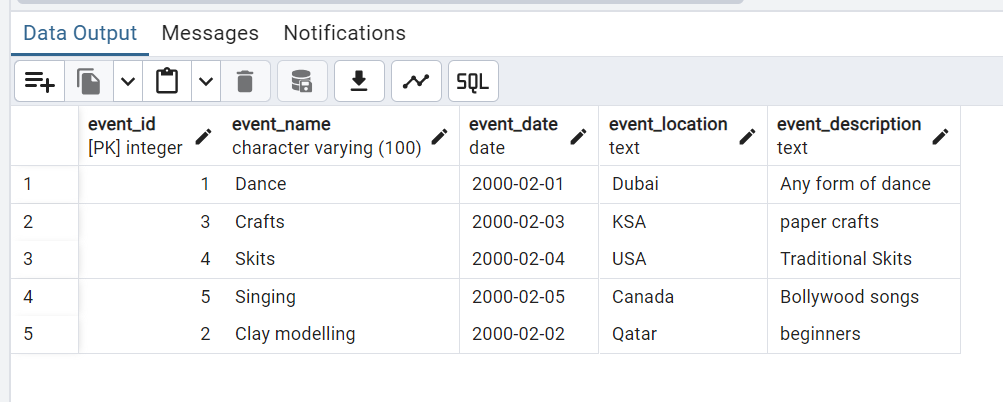 Data Output Messages Notifications
SQL
event_id event_name event_date event_location event_description
[PK] integer character varying (100) date text text
1 1 Dance 2000-02-01 Dubai Any form of dance
2 3 Crafts 2000-02-03 KSA paper crafts
3 4 Skits 2000-02-04 USA Traditional Skits
4 5 Singing 2000-02-05 Canada Bollywood songs
5 2 Clay modelling 2000-02-02 Qatar beginners